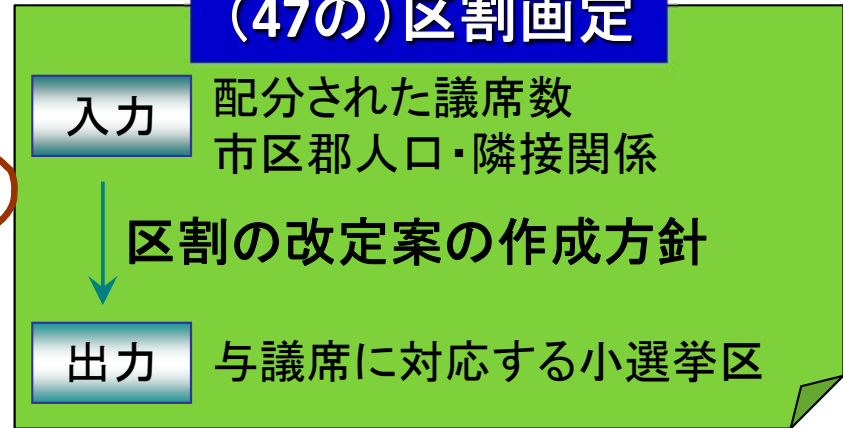 (47の)区割画定
入力
配分された議席数
市区郡人口・隣接関係
区割の改定案の作成方針
出力
与議席に対応する小選挙区